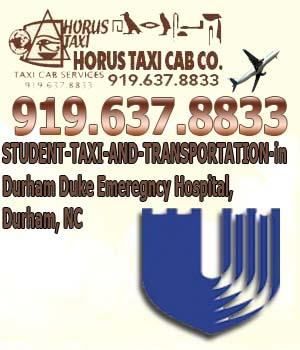 HORUS
TAXI
TAXI CAB SERVICES
919.637.8833
HORUS TAXI CAB CO.
919.637.8833
919.637.8833
STUDENT-TAXI-AND-TRANSPORTATION-in
Durham Duke Emeregncy Hospital,
Durham, NC